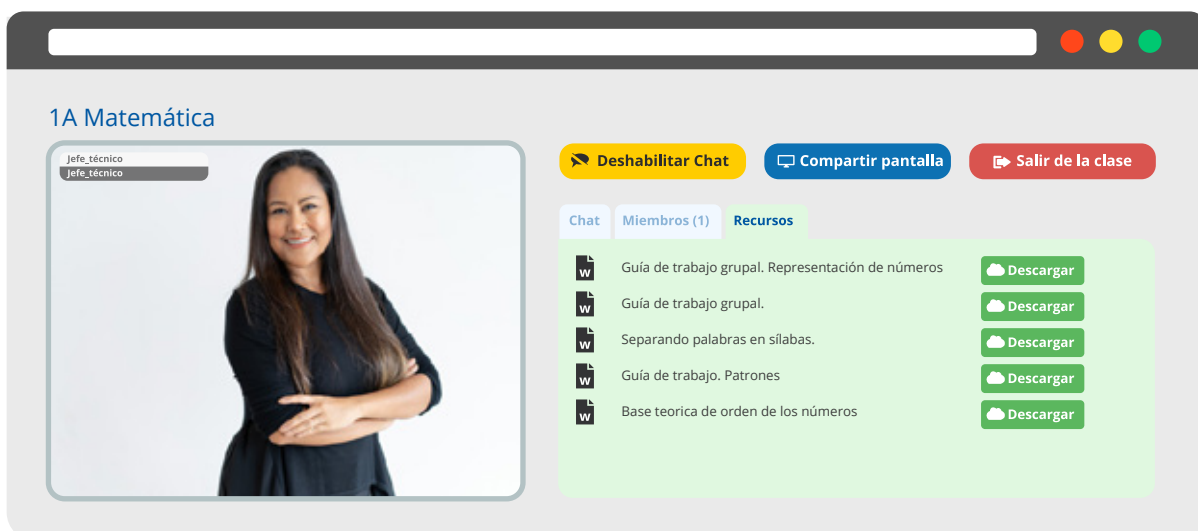 1A Matemática
Jefe_técnico
Jefe_técnico
Deshabilitar Chat
Compartir pantalla
Salir de la clase
Chat
Miembros (1)
Recursos
W Guía de trabajo grupal. Representación de números Descargar
W Guía de trabajo grupal. Descargar
W Separando palabras en sílabas. Descargar
W Guía de trabajo. Patrones Descargar
W Base teorica de orden de los números Descargar